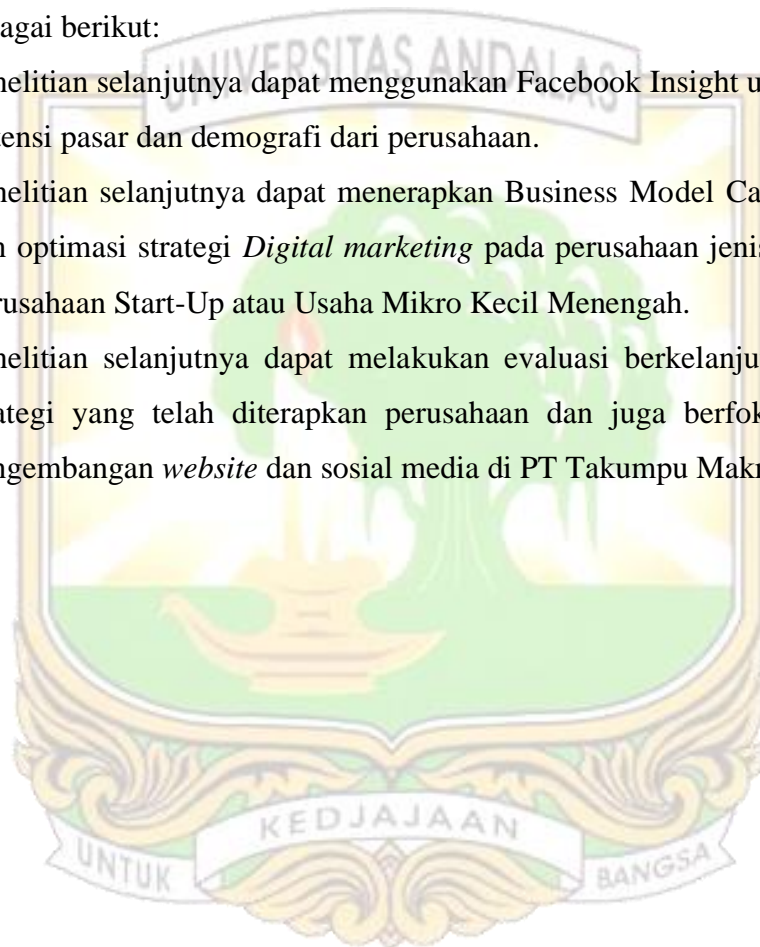 agai berikut:
nelitian selanjutnya dapat menggunakan Facebook Insight u
tensi pasar dan demografi dari perusahaan.
nelitian selanjutnya dapat menerapkan Business Model Ca
n optimasi strategi Digital marketing pada perusahaan jenis
rusahaan Start-Up atau Usaha Mikro Kecil Menengah.
nelitian selanjutnya dapat melakukan evaluasi berkelanju
ategi yang telah diterapkan perusahaan dan juga berfok
ngembangan website dan sosial media di PT Takumpu Makr
UNIVERSITAS ANDALAS
UNTUK KEDJAJAAN BANGSA